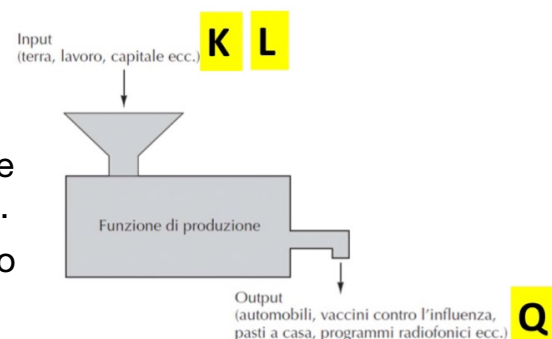 Input
(terra, lavoro, capitale ecc.) K L
e
.
Funzione di produzione
o
Output
(automobili, vaccini contro l'influenza,
pasti a casa, programmi radiofonici ecc.) Q